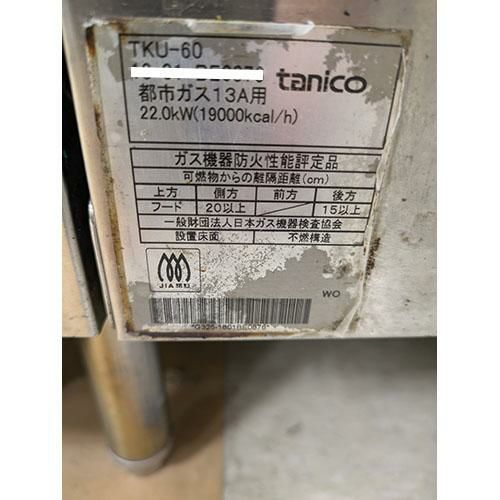 TKU-60
tanico
都市ガス13A用
22.0kW(19000kcal/h)
ガス機器防火性能評定品
可燃物からの離隔距離(cm)
上方 側方 前方 後方
フード 20以上 15以上
一般財団法人日本ガス機器検査協会
設置床面 不燃構造
JIA
WO